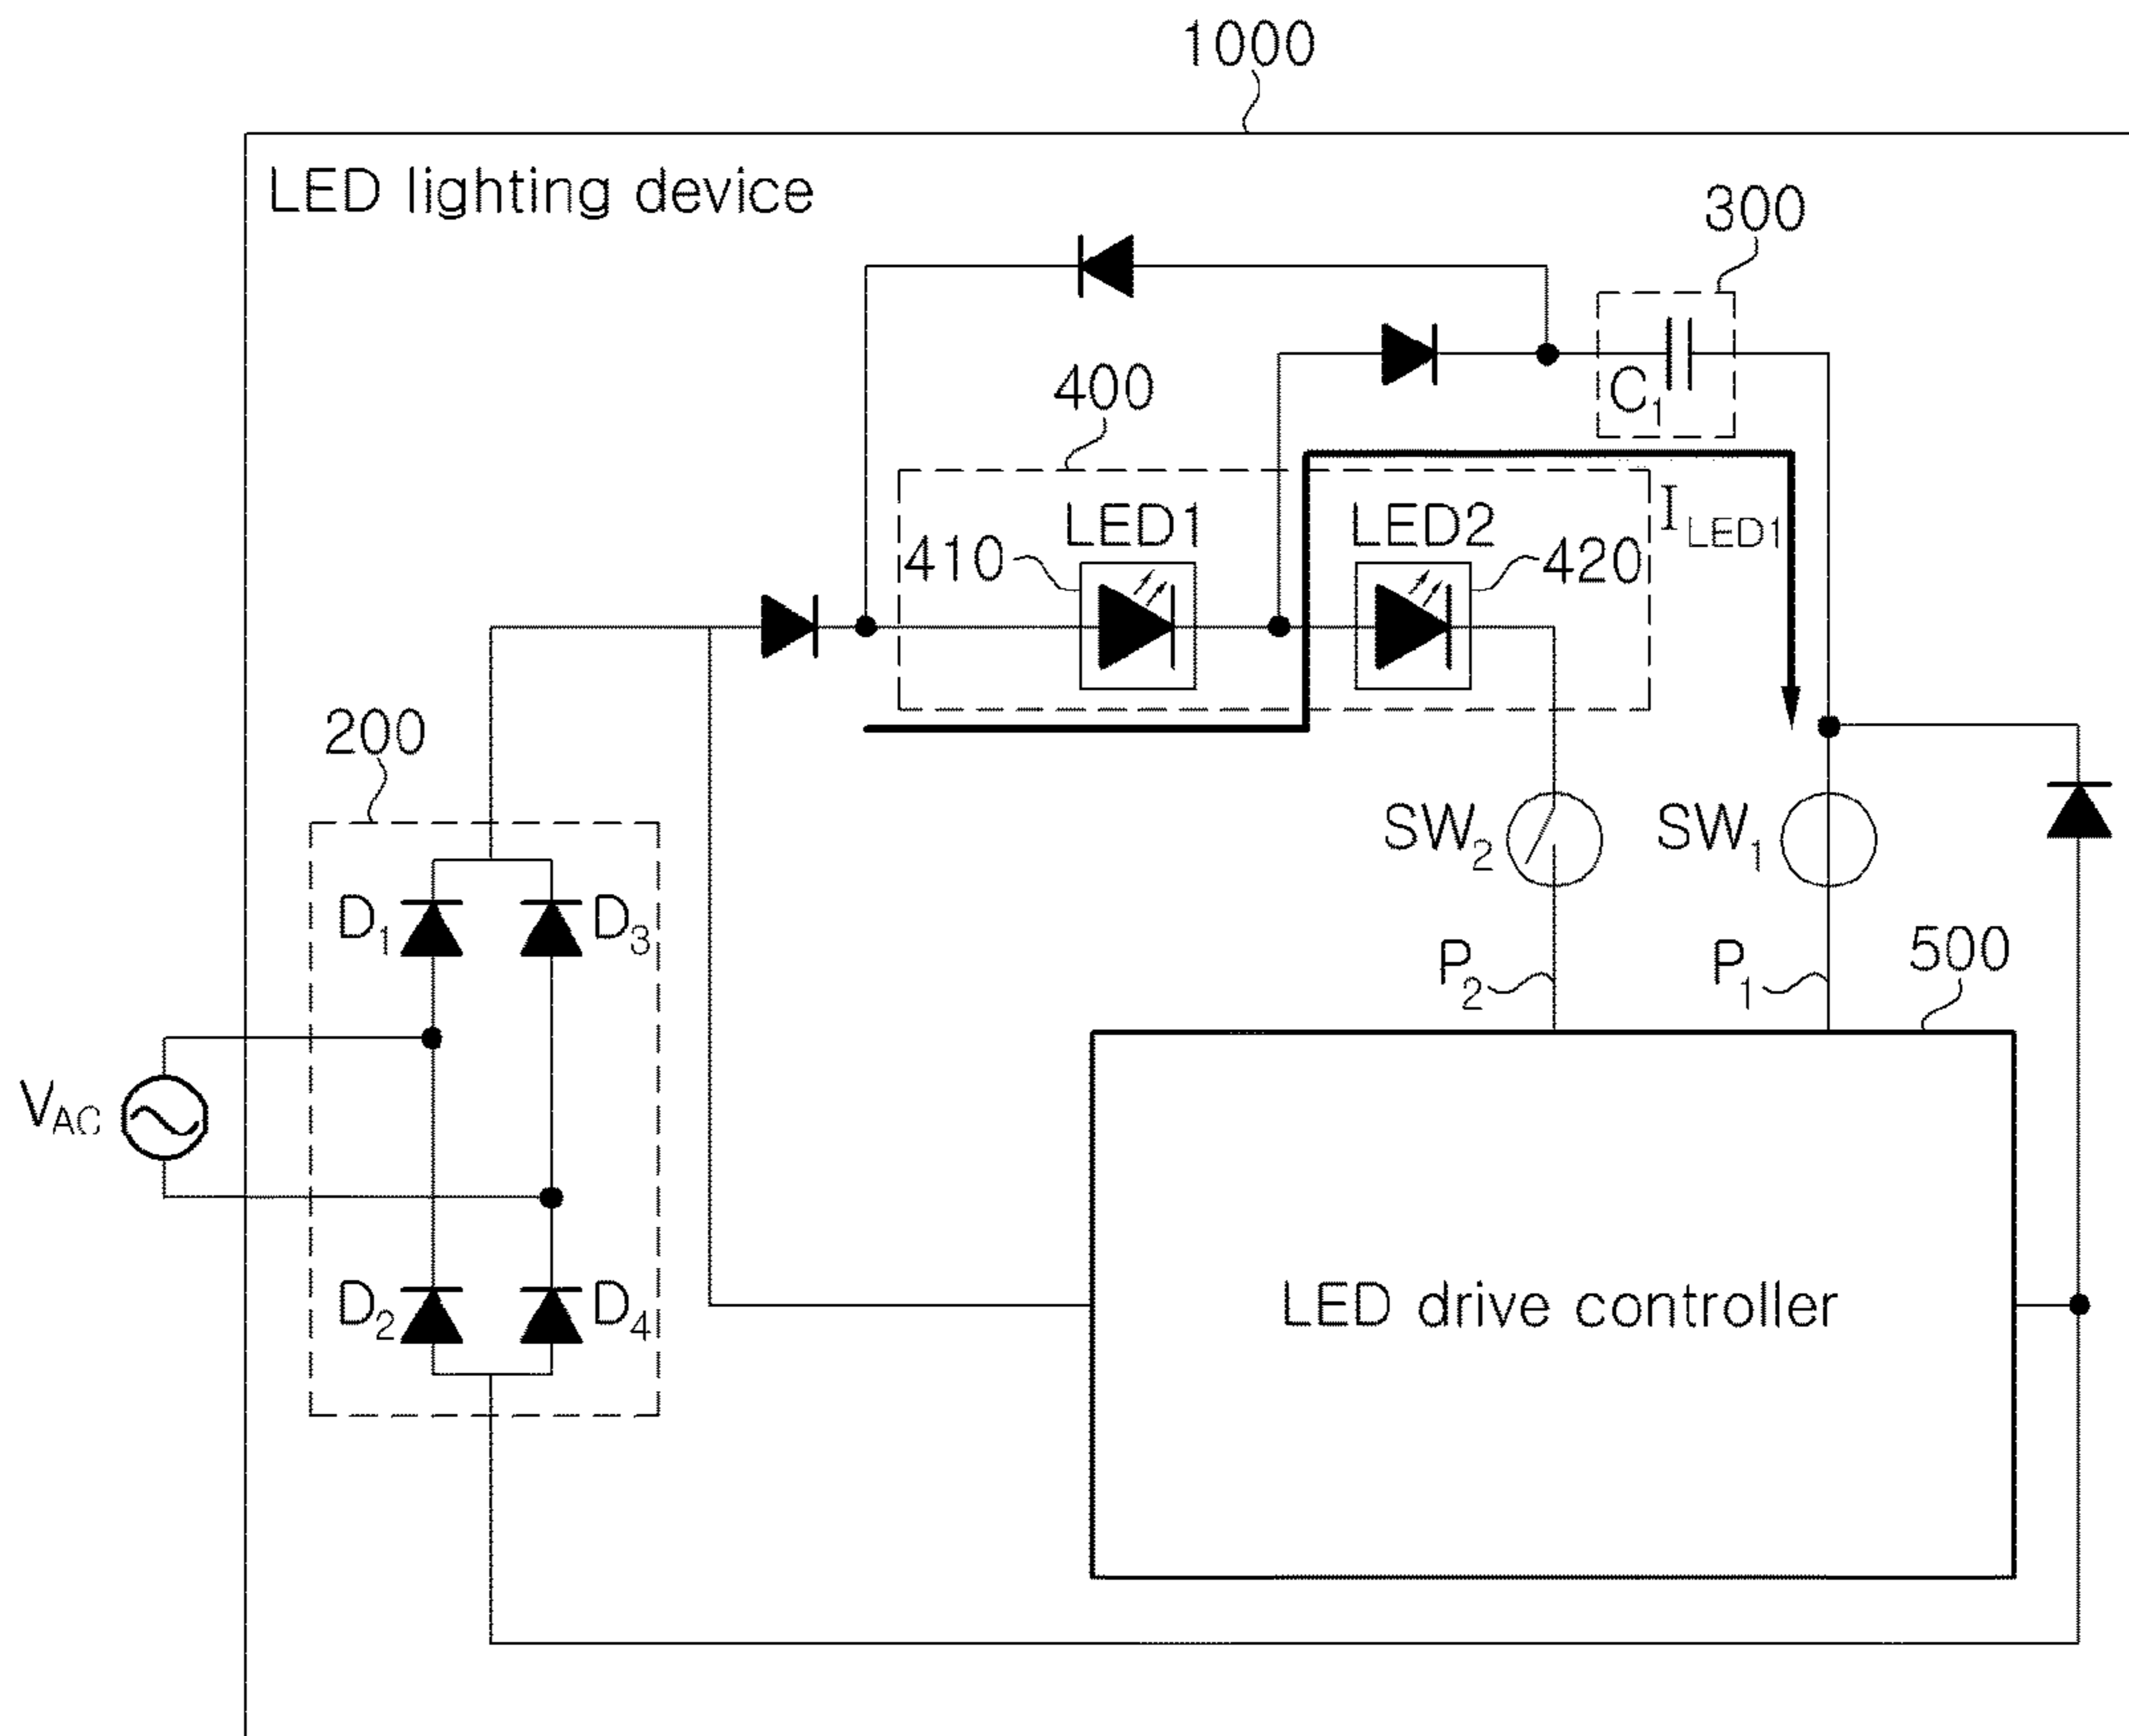 1000
LED lighting device
300
C1
400
LED1
LED2
ILED1
410
420
200
SW2
SW1
D1
D3
P2
P1
500
VAC
D2
D4
LED drive controller